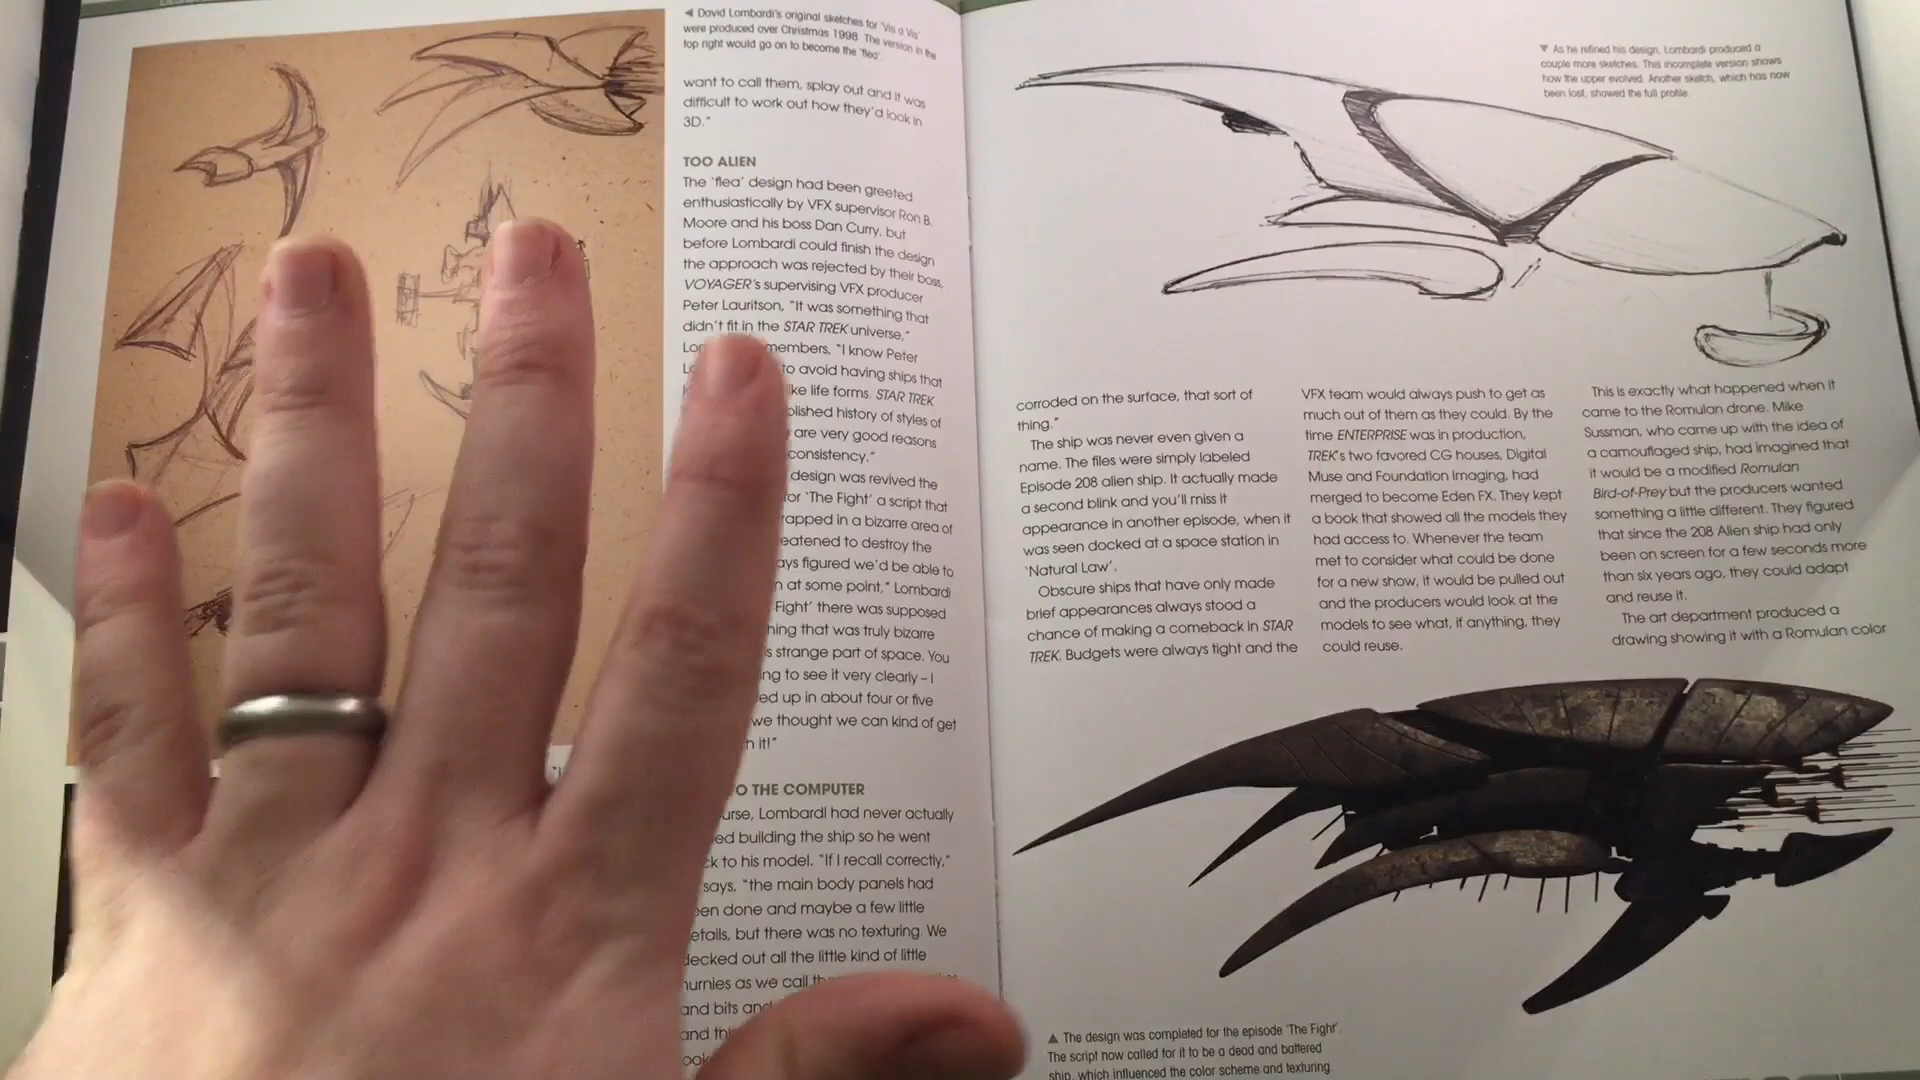 ◀ David Lombardi's original sketches for 'Vis à Vis'
were produced over Christmas 1998. The version in the
top right would go on to become the 'flea'.
want to call them, splay out and it was
difficult to work out how they'd look in
3D."
TOO ALIEN
The 'flea' design had been greeted
enthusiastically by VFX supervisor Ron B.
Moore and his boss Dan Curry, but
before Lombardi could finish the design
the approach was rejected by their boss,
VOYAGER's supervising VFX producer
Peter Lauritson, "It was something that
didn't fit in the STAR TREK universe,"
members, "I know Peter
to avoid having ships that
ke life forms. STAR TREK
blished history of styles of
are very good reasons
consistency."
design was revived the
or 'The Fight' a script that
rapped in a bizarre area of
eatened to destroy the
ays figured we'd be able to
n at some point," Lombardi
Fight' there was supposed
hing that was truly bizarre
s strange part of space. You
ing to see it very clearly – I
ed up in about four or five
we thought we can kind of get
h it!"
O THE COMPUTER
urse, Lombardi had never actually
ed building the ship so he went
ck to his model. "If I recall correctly,"
says, "the main body panels had
en done and maybe a few little
etails, but there was no texturing. We
decked out all the little kind of little
urnies as we call
and bits and
and
▼ As he refined his design, Lombardi produced a
couple more sketches. This incomplete version shows
how the upper evolved. Another sketch, which has now
been lost, showed the full profile.
corroded on the surface, that sort of
thing."
The ship was never even given a
name. The files were simply labeled
Episode 208 alien ship. It actually made
a second blink and you'll miss it
appearance in another episode, when it
was seen docked at a space station in
'Natural Law'.
Obscure ships that have only made
brief appearances always stood a
chance of making a comeback in STAR
TREK. Budgets were always tight and the
VFX team would always push to get as
much out of them as they could. By the
time ENTERPRISE was in production,
TREK's two favored CG houses, Digital
Muse and Foundation Imaging, had
merged to become Eden FX. They kept
a book that showed all the models they
had access to. Whenever the team
met to consider what could be done
for a new show, it would be pulled out
and the producers would look at the
models to see what, if anything, they
could reuse.
This is exactly what happened when it
came to the Romulan drone. Mike
Sussman, who came up with the idea of
a camouflaged ship, had imagined that
it would be a modified Romulan
Bird-of-Prey but the producers wanted
something a little different. They figured
that since the 208 Alien ship had only
been on screen for a few seconds more
than six years ago, they could adapt
and reuse it.
The art department produced a
drawing showing it with a Romulan color
▲ The design was completed for the episode 'The Fight'.
The script now called for it to be a dead and battered
ship, which influenced the color scheme and texturing.